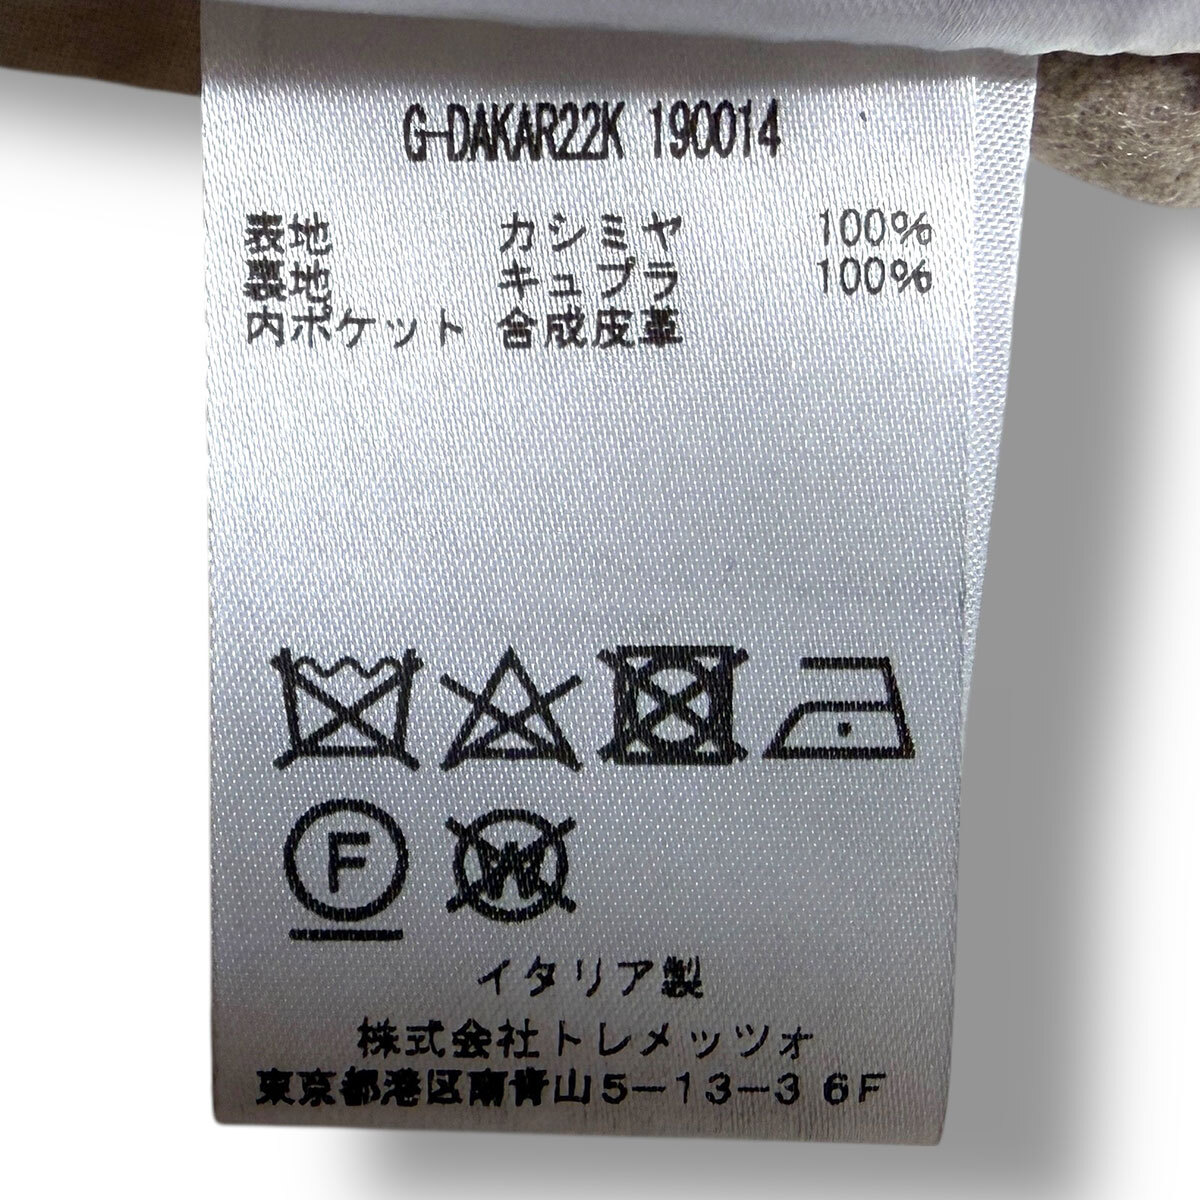 G-DAKAR22K 190014
表地 カシミヤ 100%
裏地 キュプラ 100%
内ポケット 合成皮革
F
W
イタリア製
株式会社トレメッツォ
東京都港区南青山5-13-3 6F